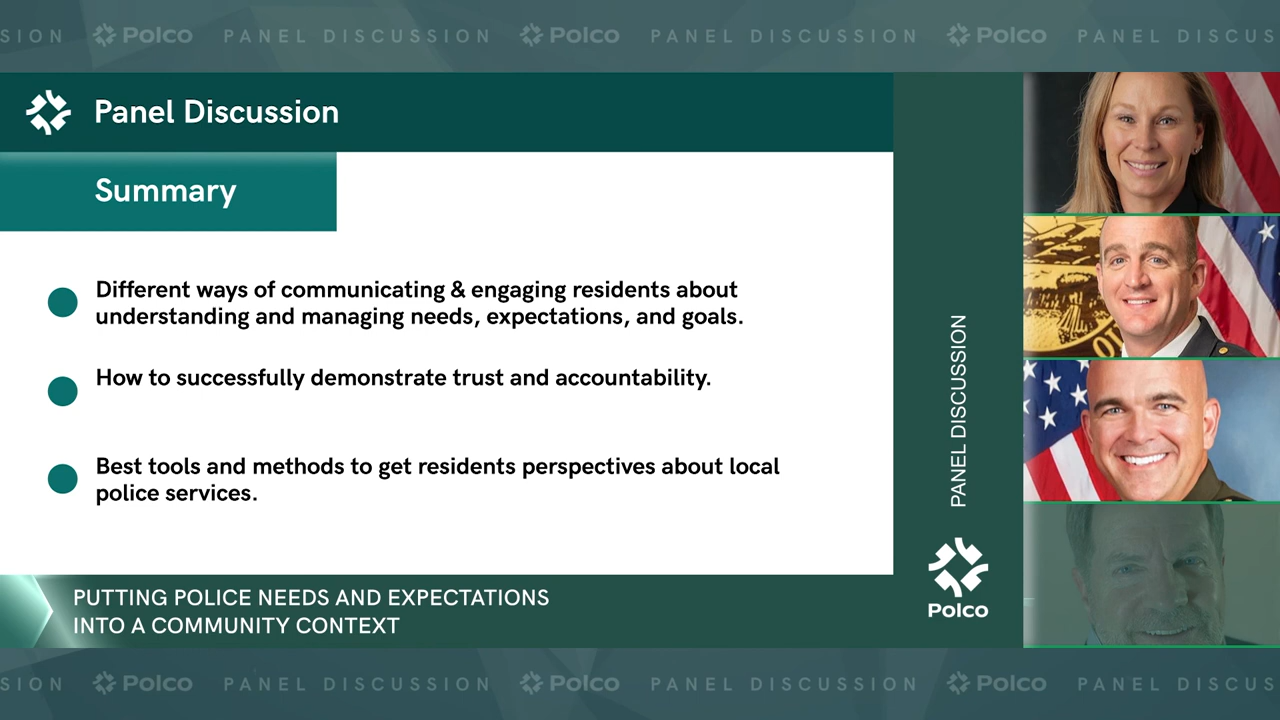 SION Polco PANEL DISCUSSION Polco PANEL DISCUSSION Polco PANEL DISCUS
Panel Discussion
Summary
Different ways of communicating & engaging residents about
understanding and managing needs, expectations, and goals.
How to successfully demonstrate trust and accountability.
Best tools and methods to get residents perspectives about local
police services.
PUTTING POLICE NEEDS AND EXPECTATIONS
INTO A COMMUNITY CONTEXT
PANEL DISCUSSION
Polco
SION Polco PANEL DISCUSSION Polco PANEL DISCUSSION Polco PANEL DISCUS